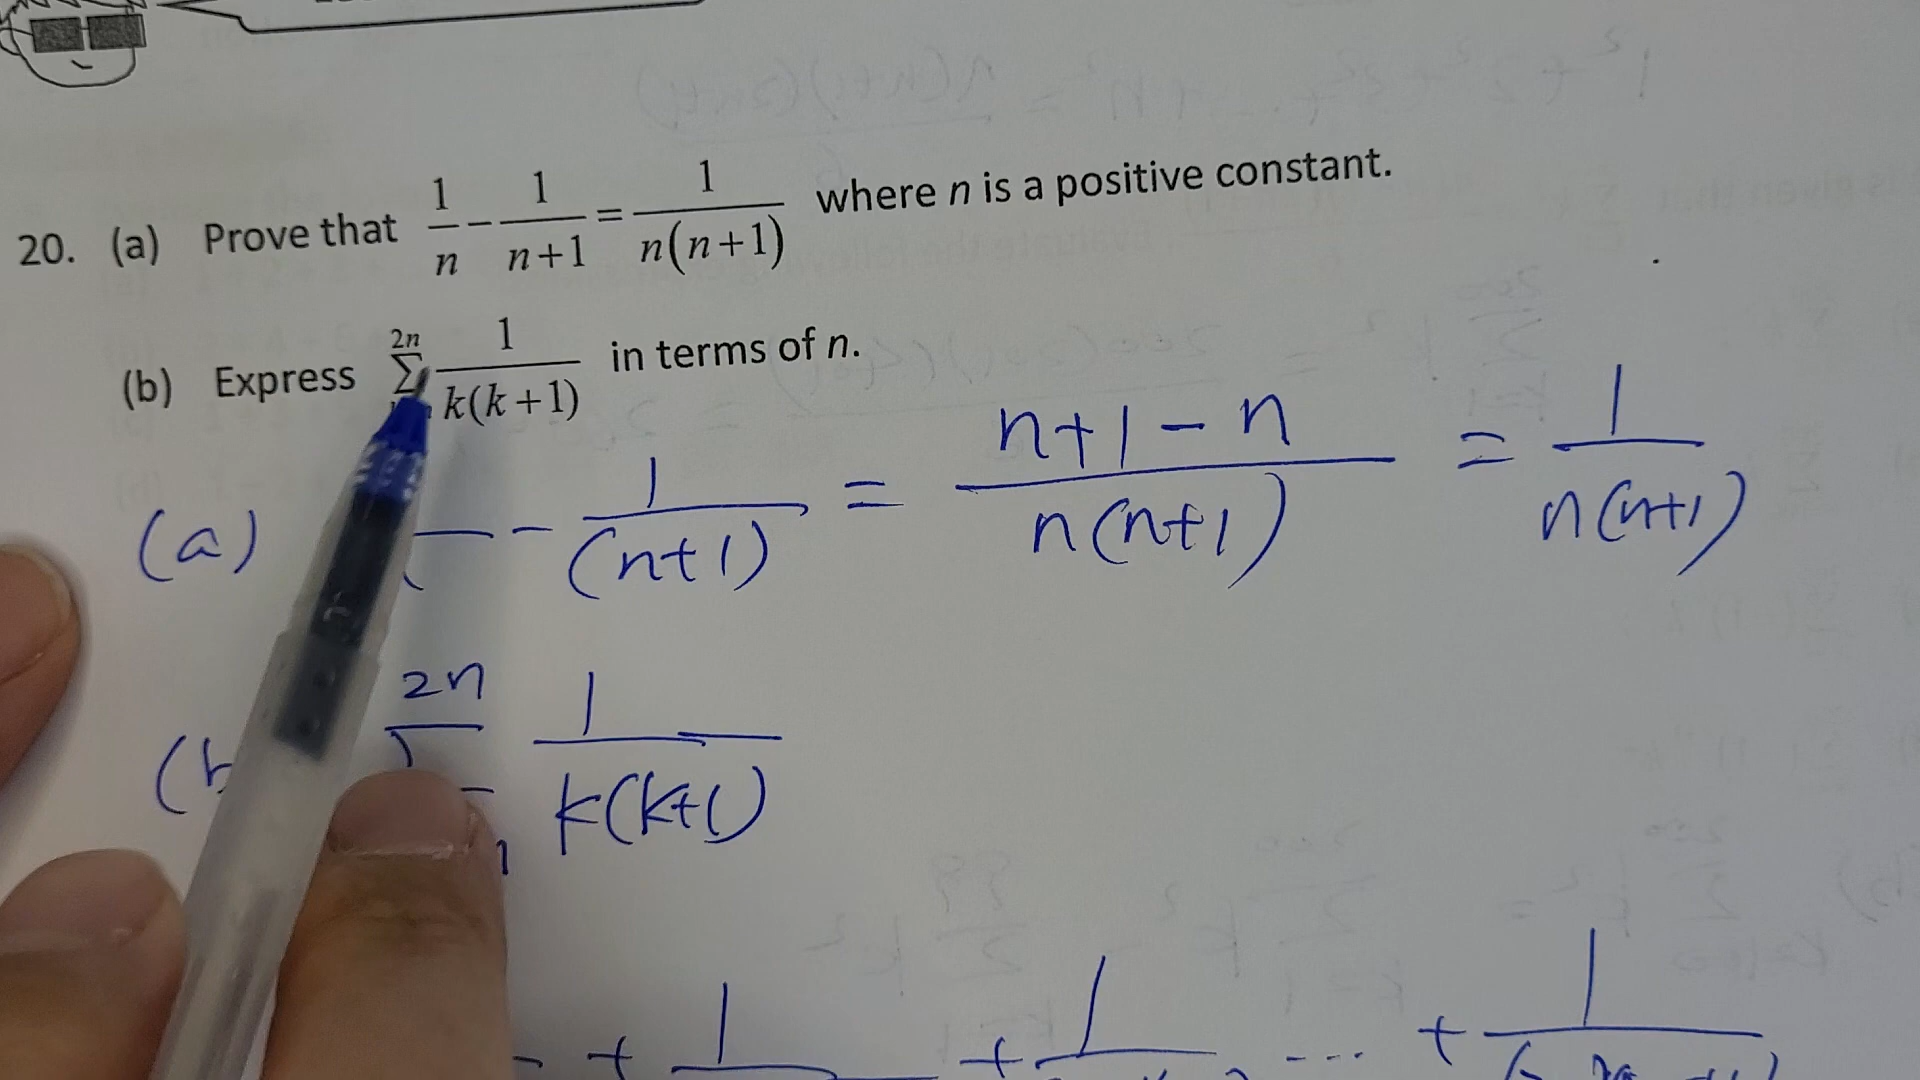 20. (a) Prove that 1/n - 1/(n+1) = 1/(n(n+1)) where n is a positive constant.
(b) Express 2n Σ 1/(k(k+1)) in terms of n.
(a) - 1/(n+1) = (n+1-n)/(n(n+1)) = 1/(n(n+1))
2n Σ 1/(k(k+1))
+ 1 + 1 ... + 1